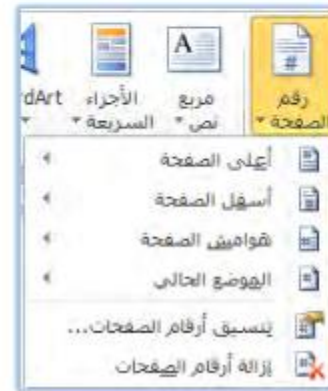 رقم الصفحة
مربع نص
الأجزاء السريعة
dArt
أعلى الصفحة
أسفل الصفحة
هوامش الصفحة
الموضع الحالي
تنسيق أرقام الصفحات...
إزالة أرقام الصفحات